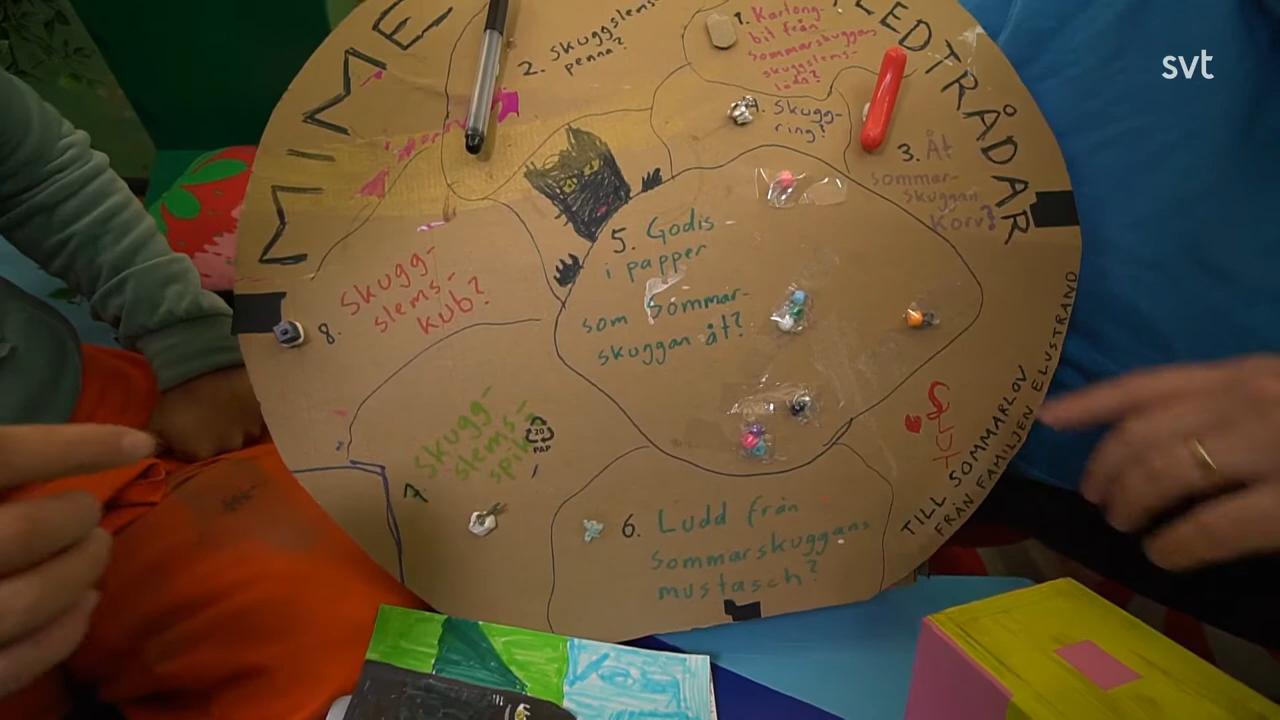 svt
MIME
LEDTRÅDAR
1. Kartong-
bit från
Sommarskuggans
skuggslems-
låda?
2. Skuggslems-
penna?
3. Åt
sommar-
skuggan
Korv?
4. Skugg-
ring?
5. Godis
i papper
som Sommar-
skuggan åt?
6. Ludd från
Sommarskuggans
mustasch?
7. Skugg-
slems-
spik?
20
PAP
8. Skugg-
slems-
kub?
SLUT
TILL SOMMARLOV
FRÅN FAMILJEN ELUSTRAND